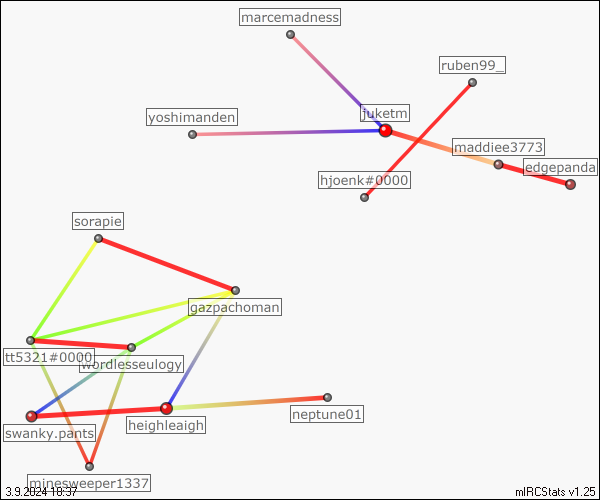 marcemadness
ruben99_
juketm
yoshimanden
maddiee3773
edgepanda
hjoenk#0000
sorapie
gazpachoman
tt5321#0000
wordlesseulogy
neptune01
heighleaigh
swanky.pants
minesweeper1337
3.9.2024 18:37
mIRCStats v1.25